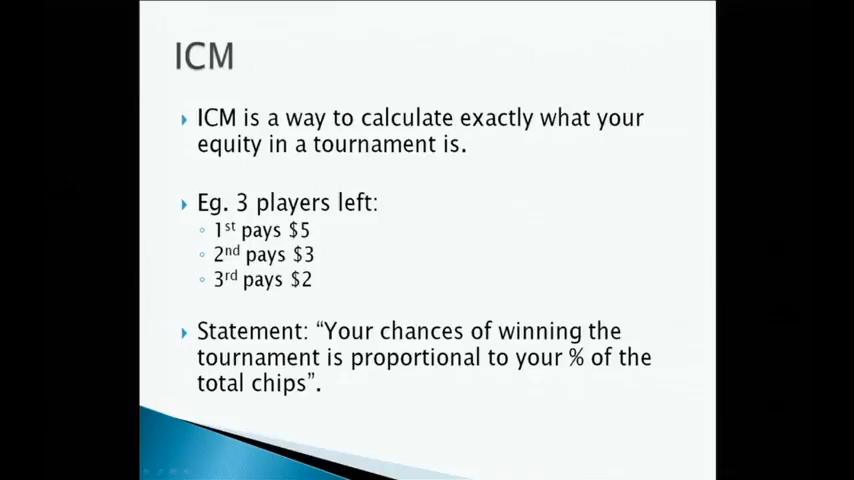 ICM
ICM is a way to calculate exactly what your
equity in a tournament is.
Eg. 3 players left:
1st pays $5
2nd pays $3
3rd pays $2
Statement: “Your chances of winning the
tournament is proportional to your % of the
total chips”.